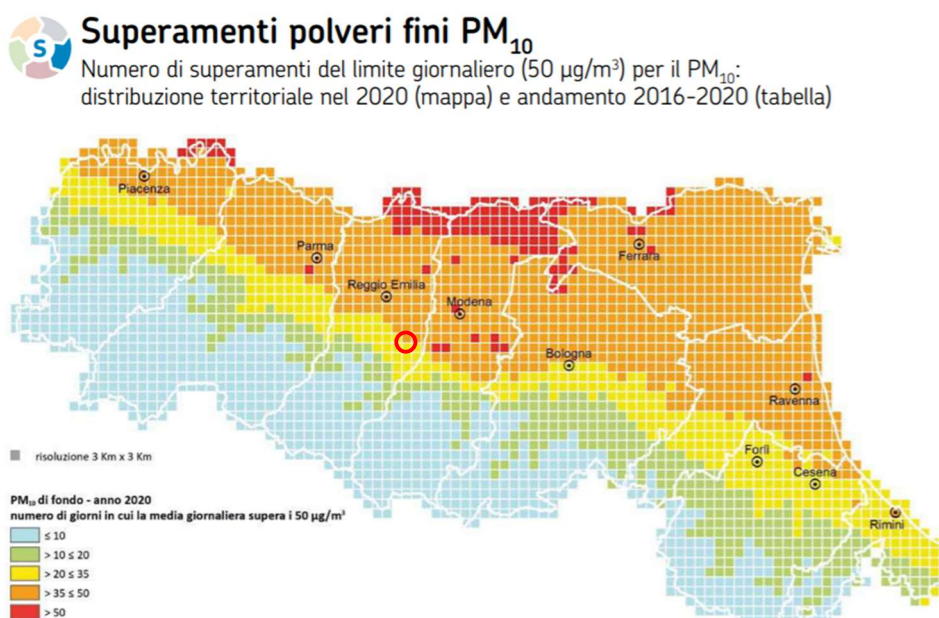 S
Superamenti polveri fini PM10
Numero di superamenti del limite giornaliero (50 µg/m³) per il PM10:
distribuzione territoriale nel 2020 (mappa) e andamento 2016-2020 (tabella)
Piacenza
Parma
Reggio Emilia
Modena
Ferrara
Bologna
Ravenna
Forlì
Cesena
Rimini
risoluzione 3 Km x 3 Km
PM10 di fondo - anno 2020
numero di giorni in cui la media giornaliera supera i 50 µg/m³
≤ 10
> 10 ≤ 20
> 20 ≤ 35
> 35 ≤ 50
> 50